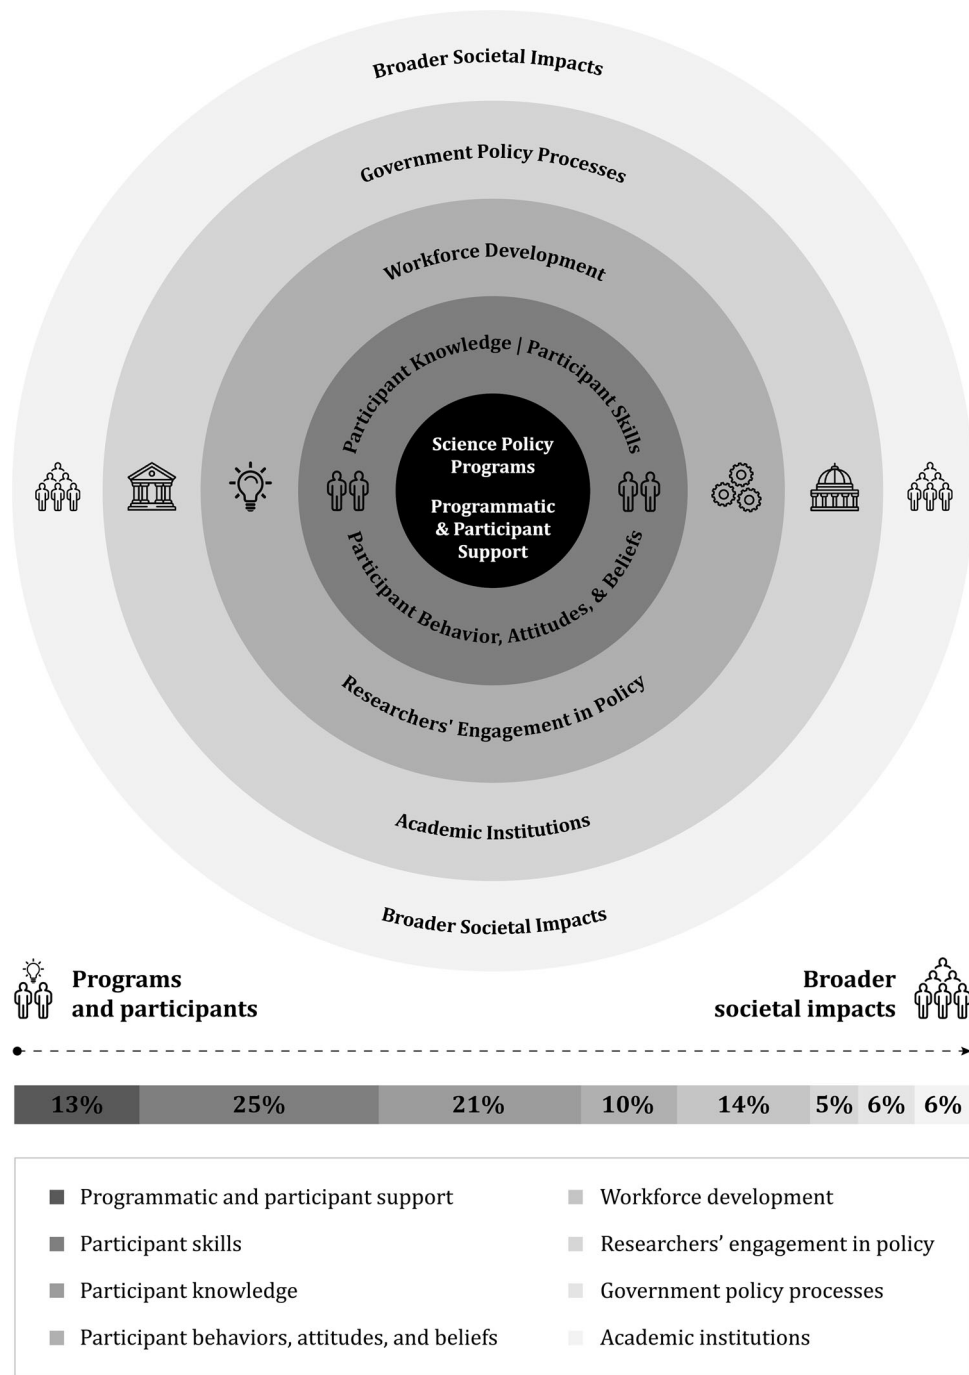 Broader Societal Impacts
Government Policy Processes
Workforce Development
Participant Knowledge | Participant Skills
Science Policy
Programs
Programmatic
& Participant
Support
Participant Behavior, Attitudes, & Beliefs
Researchers' Engagement in Policy
Academic Institutions
Broader Societal Impacts
Programs
and participants
Broader
societal impacts
13% 25% 21% 10% 14% 5% 6% 6%
Programmatic and participant support
Participant skills
Participant knowledge
Participant behaviors, attitudes, and beliefs
Workforce development
Researchers’ engagement in policy
Government policy processes
Academic institutions